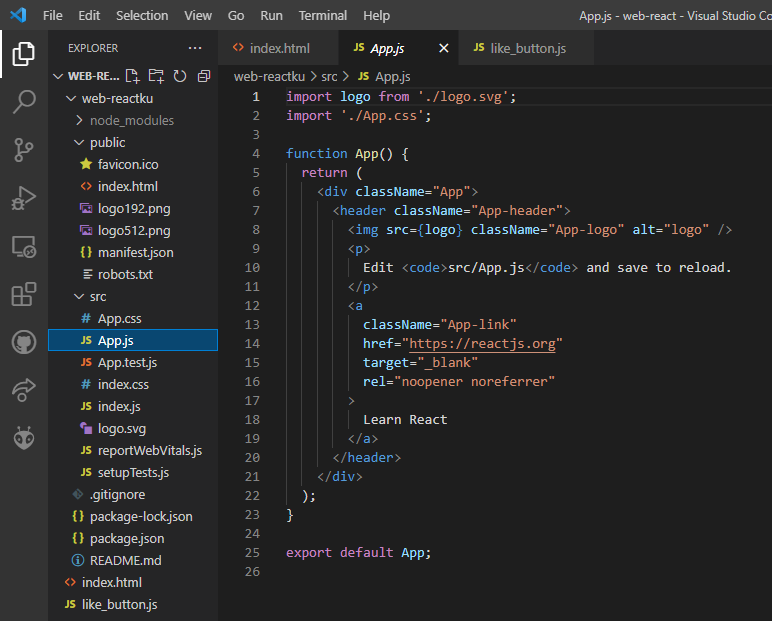 File Edit Selection View Go Run Terminal Help App.js - web-react - Visual Studio Co
EXPLORER ...
WEB-RE...
web-reactku
node_modules
public
favicon.ico
<> index.html
logo192.png
logo512.png
{} manifest.json
robots.txt
src
# App.css
JS App.js
JS App.test.js
# index.css
JS index.js
logo.svg
JS reportWebVitals.js
JS setupTests.js
.gitignore
{} package-lock.json
{} package.json
README.md
<> index.html
JS like_button.js
<> index.html JS App.js × JS like_button.js
web-reactku > src > JS App.js
1 import logo from './logo.svg';
2 import './App.css';
3
4 function App() {
5 return (
6 <div className="App">
7 <header className="App-header">
8 <img src={logo} className="App-logo" alt="logo" />
9 <p>
10 Edit <code>src/App.js</code> and save to reload.
11 </p>
12 <a
13 className="App-link"
14 href="https://reactjs.org"
15 target="_blank"
16 rel="noopener noreferrer"
17 >
18 Learn React
19 </a>
20 </header>
21 </div>
22 );
23 }
24
25 export default App;
26